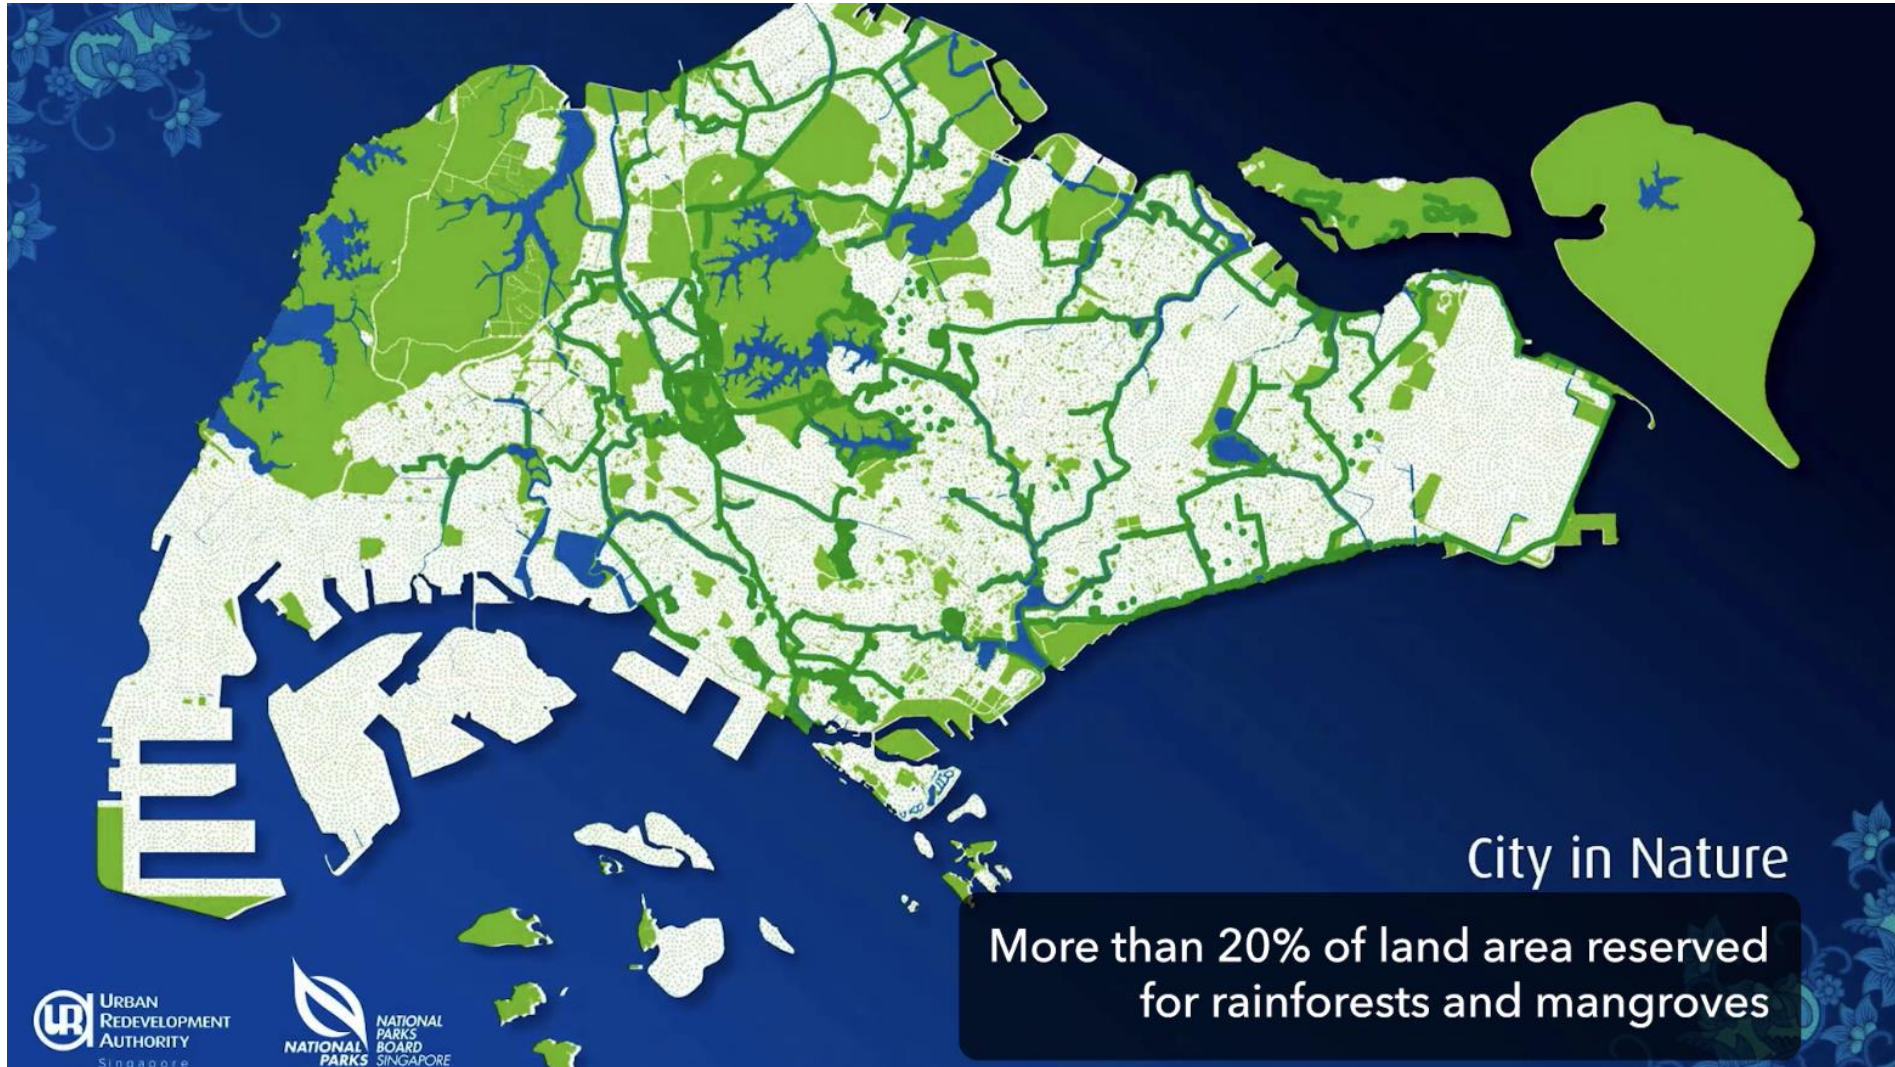 City in Nature
More than 20% of land area reserved
for rainforests and mangroves
URBAN
REDEVELOPMENT
AUTHORITY
Singapore
NATIONAL
PARKS
NATIONAL
PARKS
BOARD
SINGAPORE